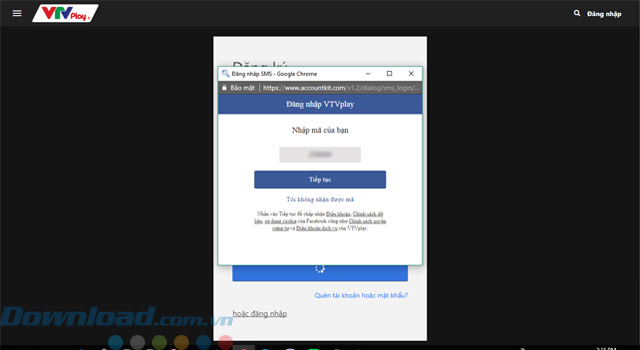 VTV
Play
Đăng nhập
Đăng ký
Đăng nhập SMS - Google Chrome
Bảo mật | https://www.accountkit.com/v1.2/dialog/sms_login/...
Đăng nhập VTVplay
Nhập mã của bạn
Tiếp tục
Tôi không nhận được mã
Nhấn vào Tiếp tục để chấp nhận Điều khoản, Chính sách dữ
liệu, sử dụng cookie của Facebook cũng như Chính sách quyền
riêng tư và Điều khoản dịch vụ của VTVplay.
Quên tài khoản hoặc mật khẩu?
hoặc đăng nhập
Download.com.vn